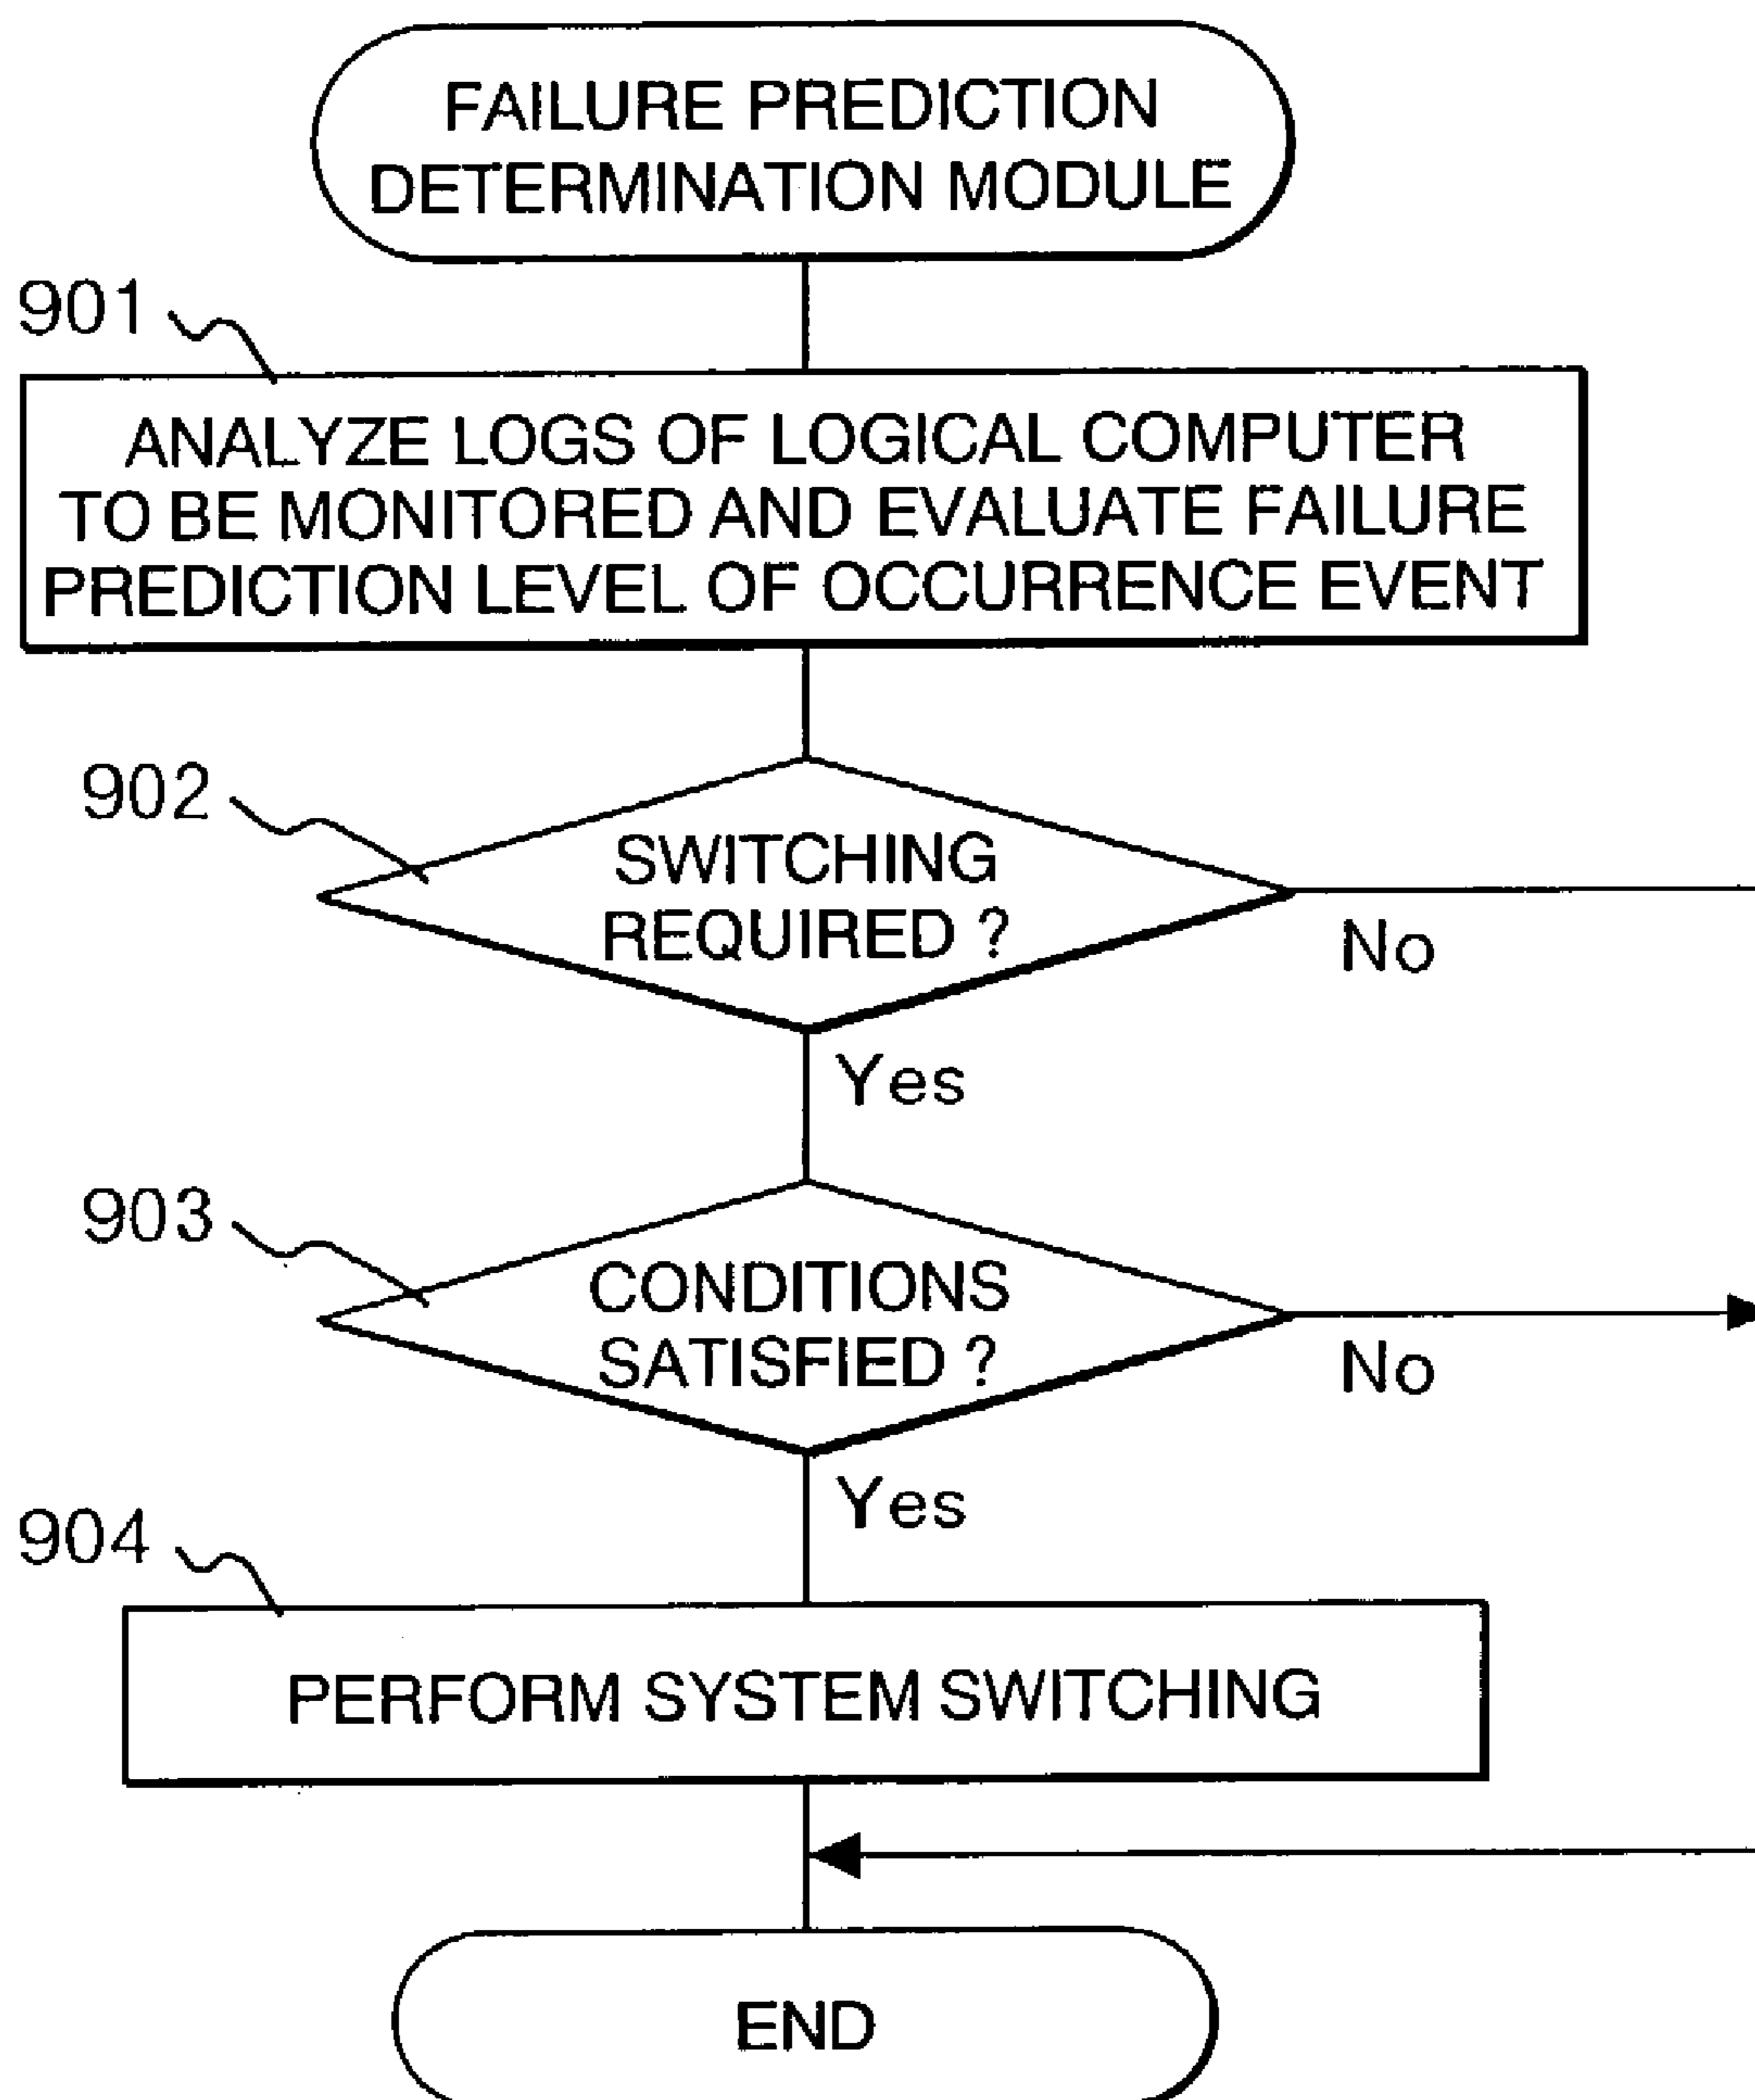 FAILURE PREDICTION
DETERMINATION MODULE
901
ANALYZE LOGS OF LOGICAL COMPUTER
TO BE MONITORED AND EVALUATE FAILURE
PREDICTION LEVEL OF OCCURRENCE EVENT
902
SWITCHING
REQUIRED ?
No
Yes
903
CONDITIONS
SATISFIED ?
No
Yes
904
PERFORM SYSTEM SWITCHING
END